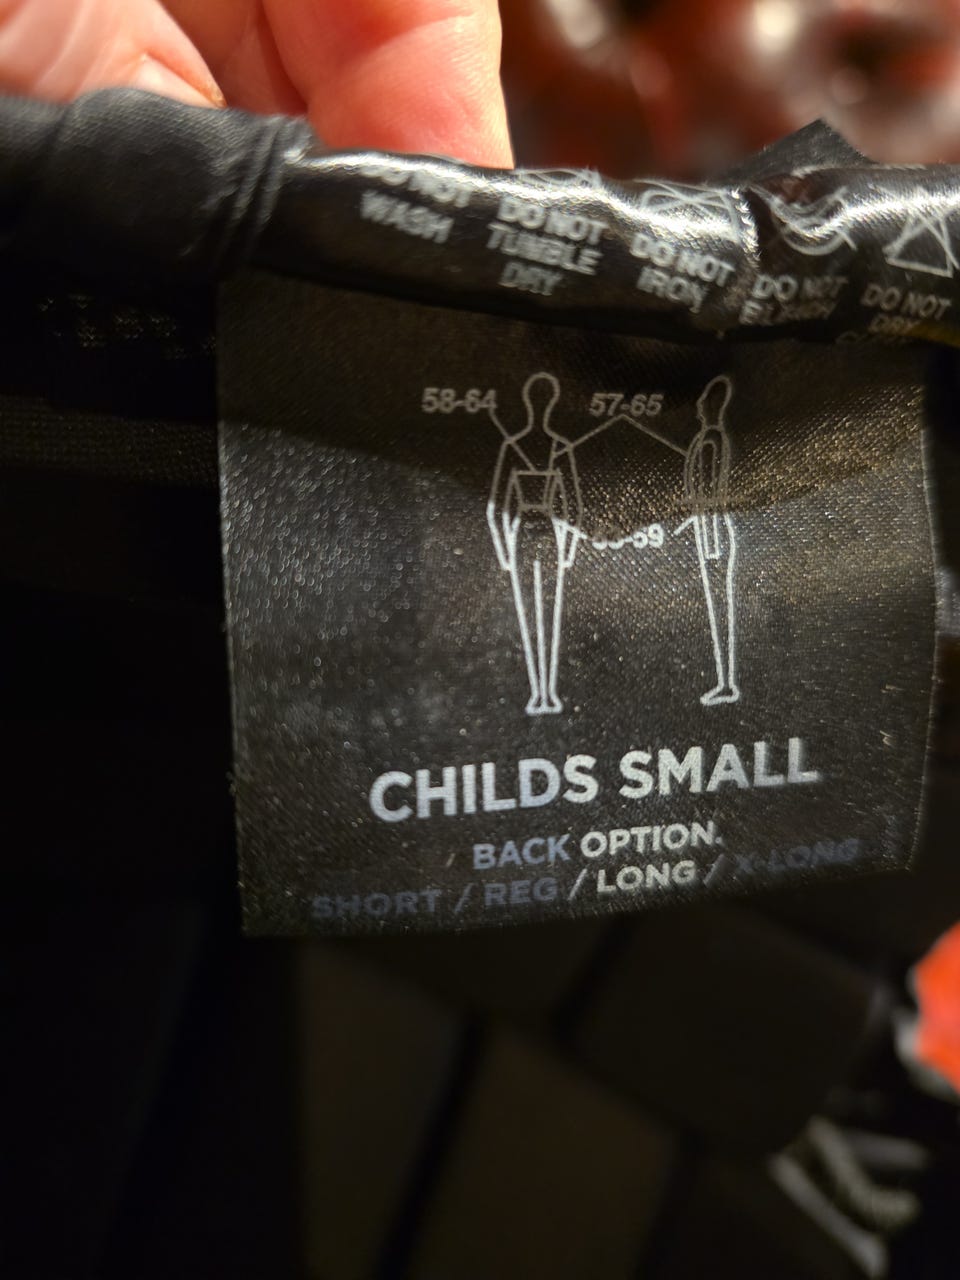 DO NOT WASH
DO NOT TUMBLE DRY
DO NOT IRON
DO NOT BLEACH
DO NOT DRY
58-64
57-65
-59
CHILDS SMALL
BACK OPTION.
SHORT / REG / LONG / X-LONG